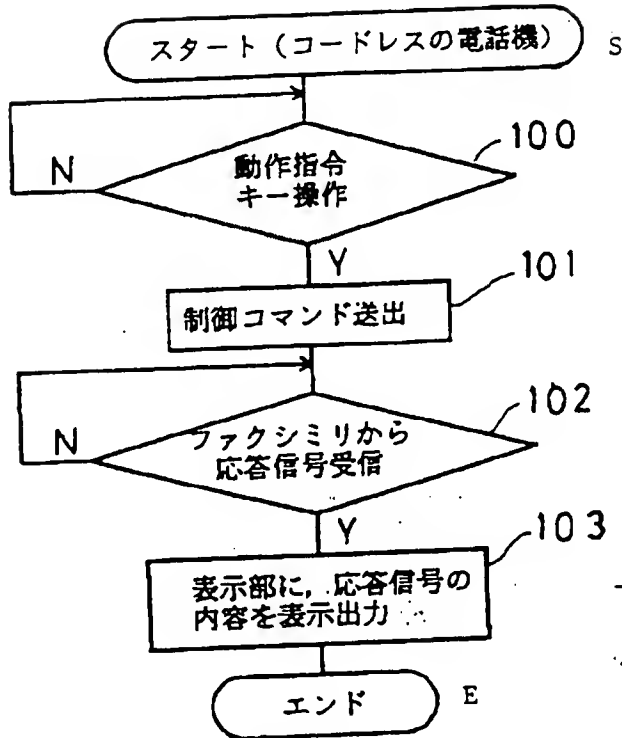 スタート（コードレスの電話機） S
100
動作指令
キー操作
N
Y
101
制御コマンド送出
102
ファクシミリから
応答信号受信
N
Y
103
表示部に，応答信号の
内容を表示出力
エンド E